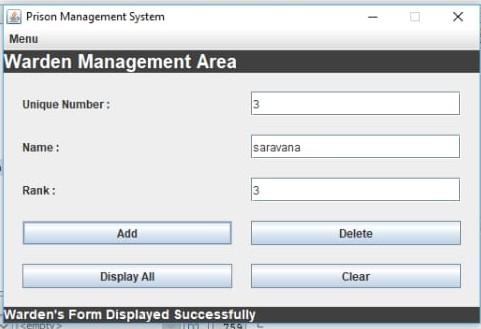 Prison Management System
Menu
Warden Management Area
Unique Number : 3
Name : saravana
Rank : 3
Add Delete
Display All Clear
Warden's Form Displayed Successfully
<empty>